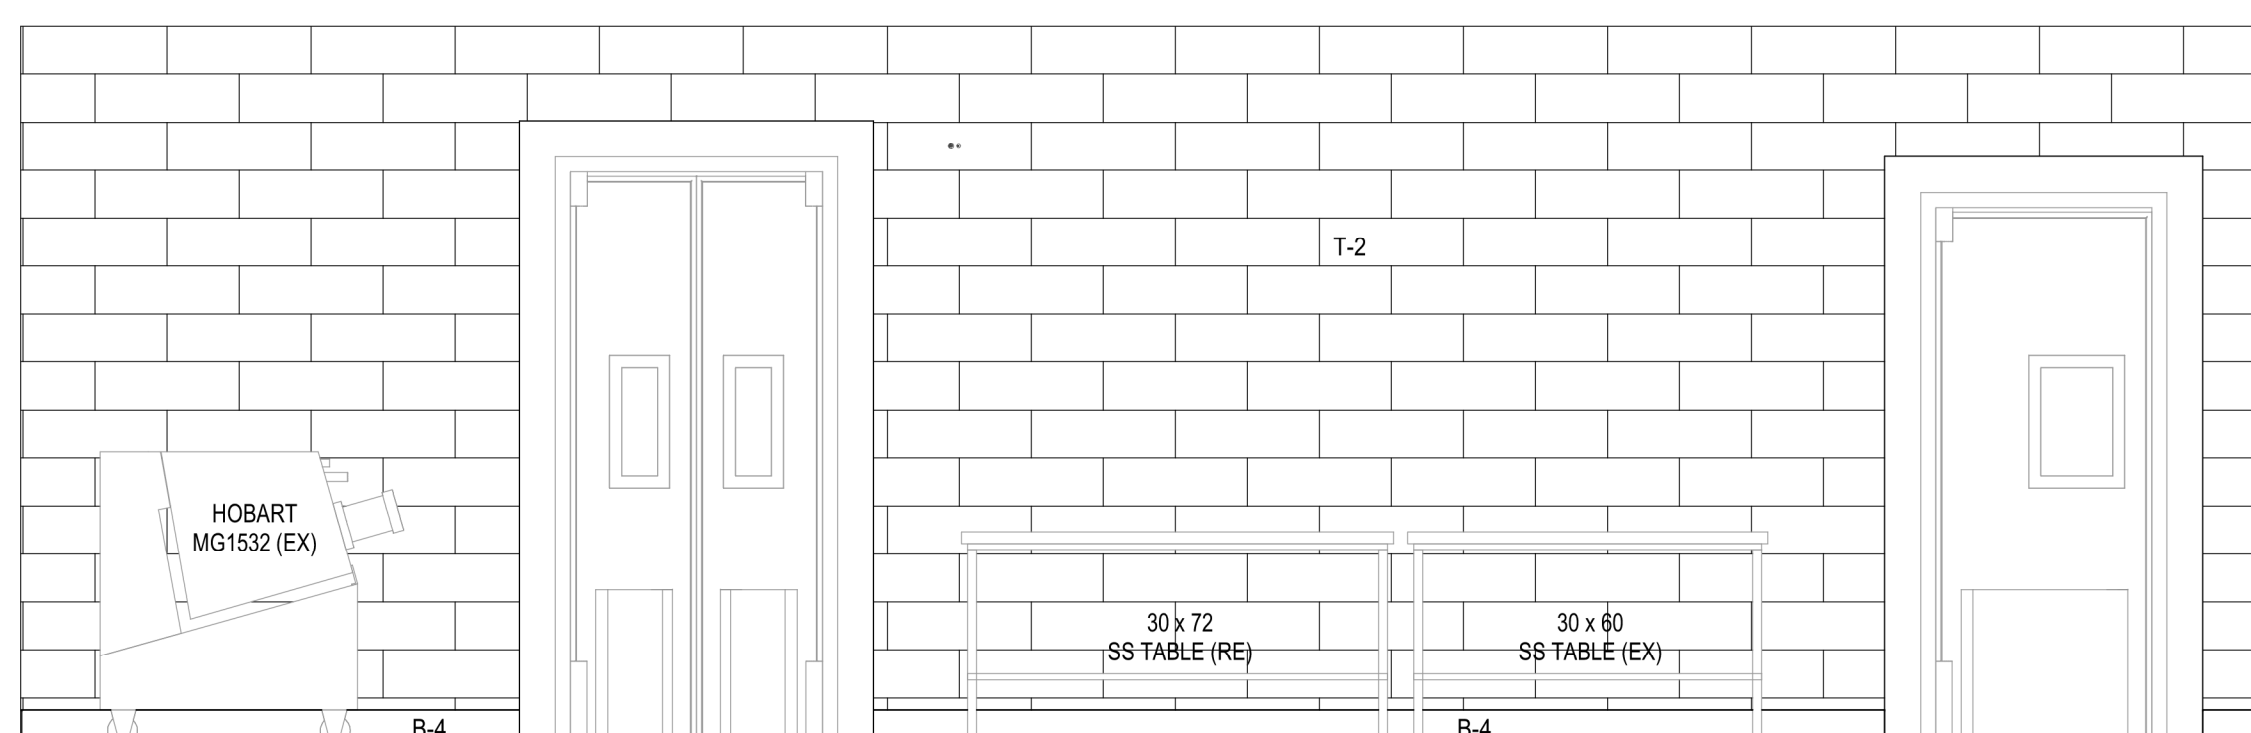 T-2
HOBART
MG1532 (EX)
30 x 72
SS TABLE (RE)
30 x 60
SS TABLE (EX)
B-4
B-4